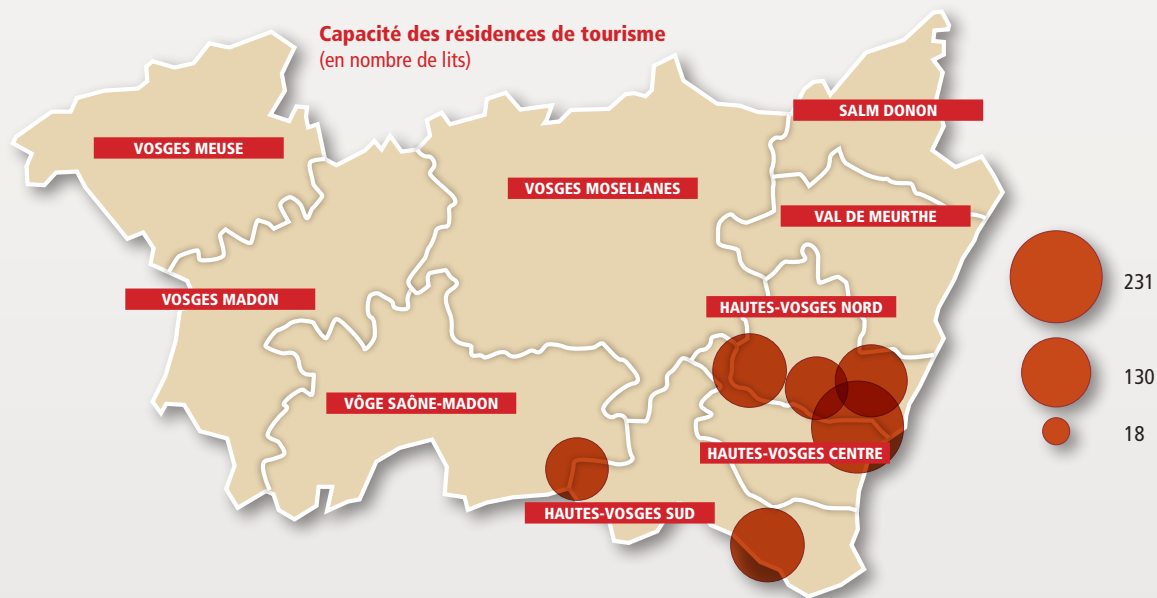 Capacité des résidences de tourisme
(en nombre de lits)
SALM DONON
VOSGES MEUSE
VOSGES MOSELLANES
VAL DE MEURTHE
VOSGES MADON
HAUTES-VOSGES NORD
VÔGE SAÔNE-MADON
HAUTES-VOSGES CENTRE
HAUTES-VOSGES SUD
231
130
18